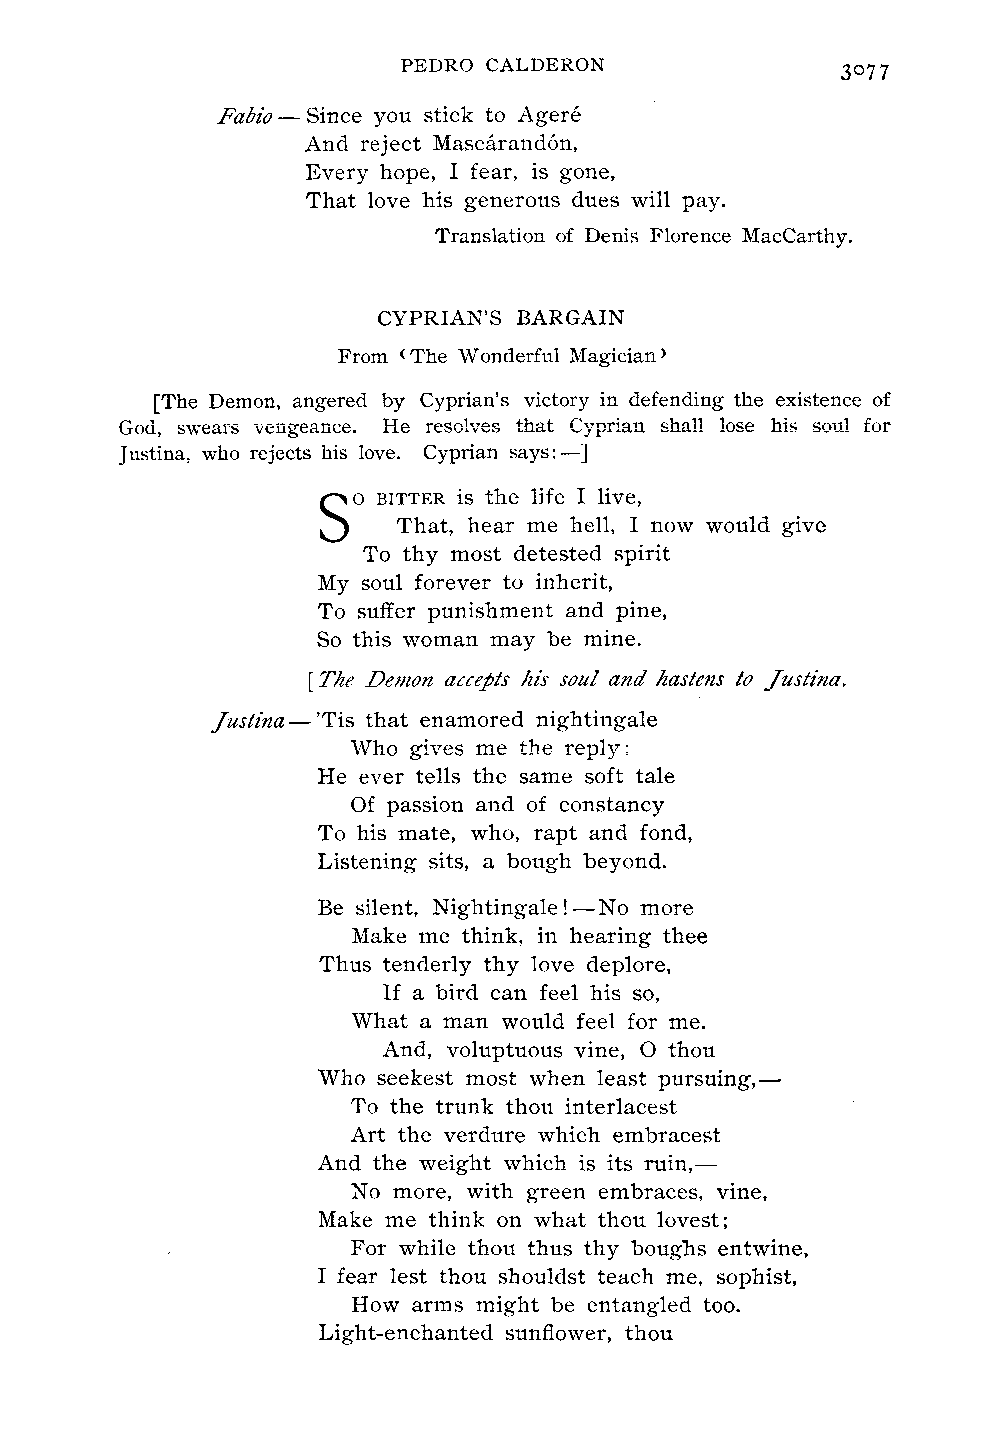 PEDRO CALDERON 3077
Fabio — Since you stick to Ageré
And reject Mascárandón,
Every hope, I fear, is gone,
That love his generous dues will pay.
Translation of Denis Florence MacCarthy.
CYPRIAN'S BARGAIN
From ‹The Wonderful Magician›
[The Demon, angered by Cyprian's victory in defending the existence of
God, swears vengeance. He resolves that Cyprian shall lose his soul for
Justina, who rejects his love. Cyprian says:—]
SO BITTER is the life I live,
That, hear me hell, I now would give
To thy most detested spirit
My soul forever to inherit,
To suffer punishment and pine,
So this woman may be mine.
[The Demon accepts his soul and hastens to Justina.
Justina — 'Tis that enamored nightingale
Who gives me the reply:
He ever tells the same soft tale
Of passion and of constancy
To his mate, who, rapt and fond,
Listening sits, a bough beyond.
Be silent, Nightingale!—No more
Make me think, in hearing thee
Thus tenderly thy love deplore,
If a bird can feel his so,
What a man would feel for me.
And, voluptuous vine, O thou
Who seekest most when least pursuing,—
To the trunk thou interlacest
Art the verdure which embracest
And the weight which is its ruin,—
No more, with green embraces, vine,
Make me think on what thou lovest;
For while thou thus thy boughs entwine,
I fear lest thou shouldst teach me, sophist,
How arms might be entangled too.
Light-enchanted sunflower, thou